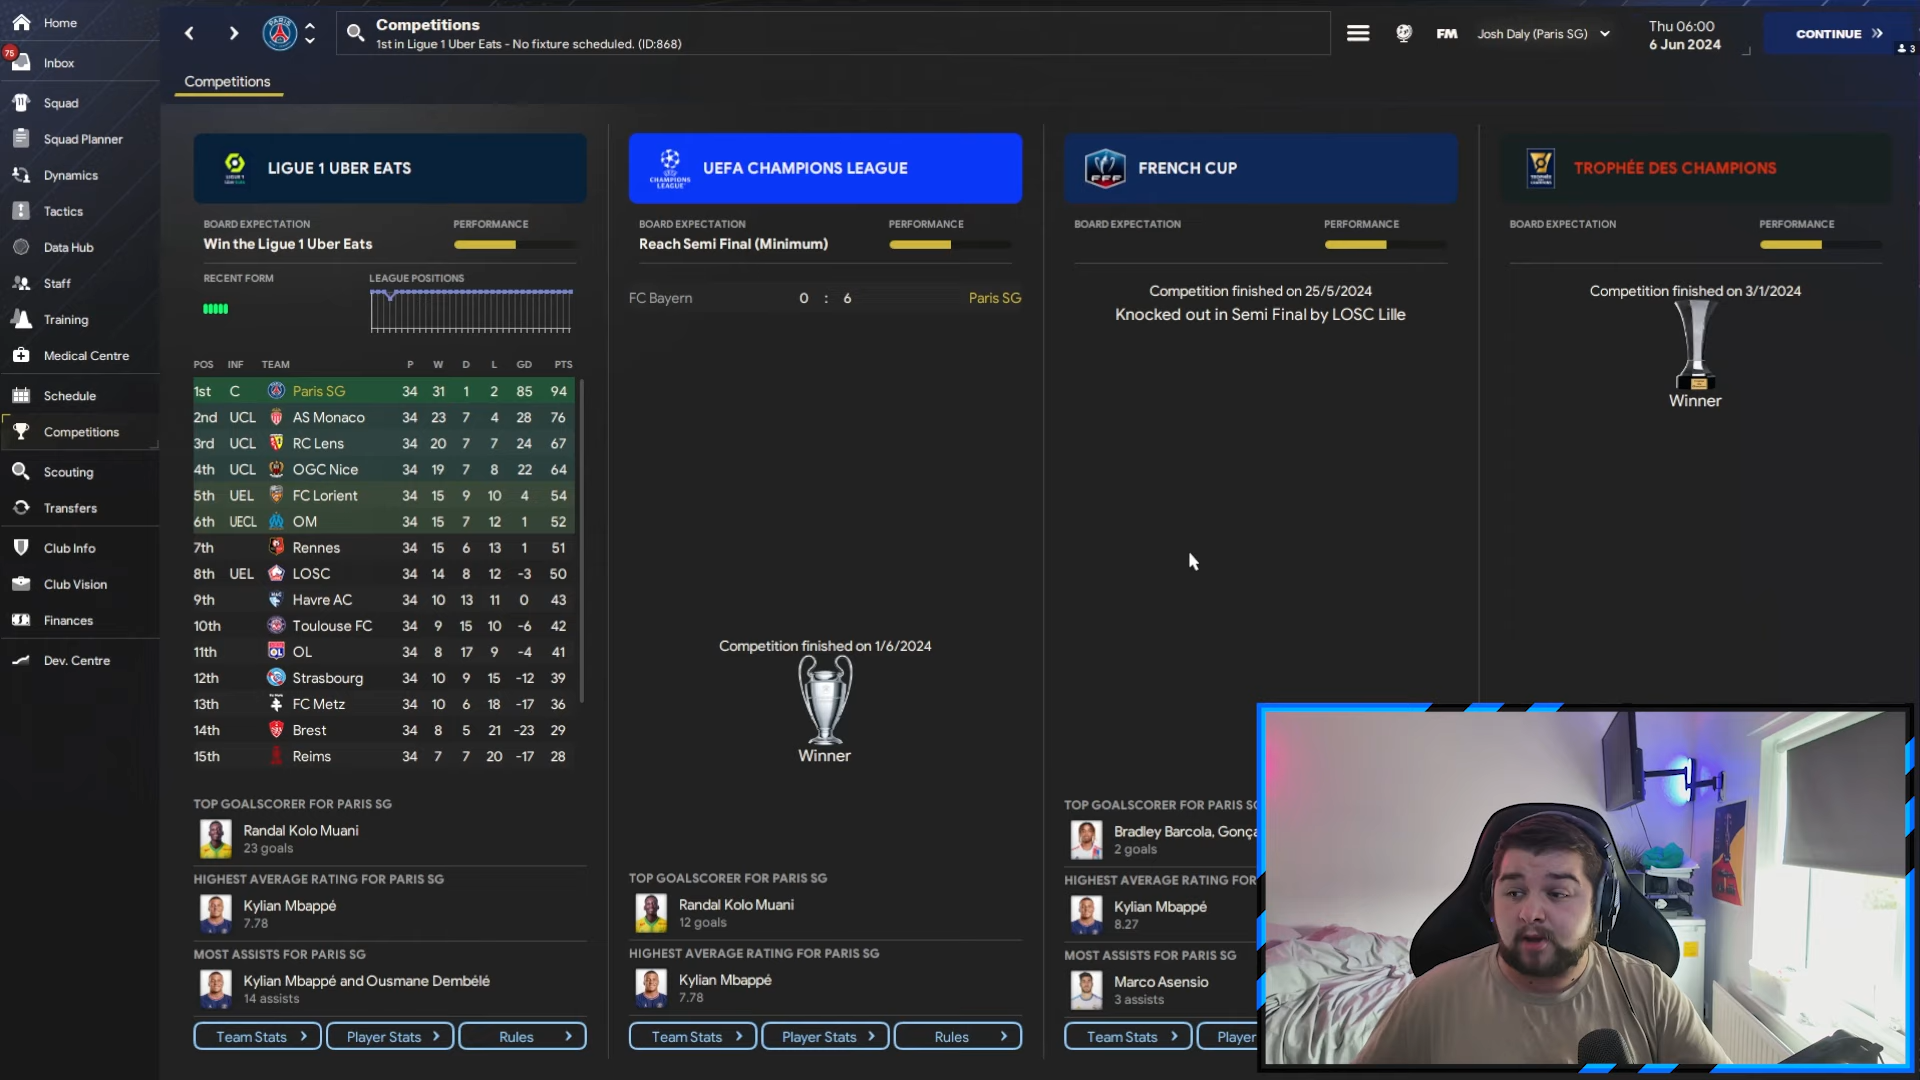 Home
75
Inbox
Squad
Squad Planner
Dynamics
Tactics
Data Hub
Staff
Training
Medical Centre
Schedule
Competitions
Scouting
Transfers
Club Info
Club Vision
Finances
Dev. Centre
Competitions
1st in Ligue 1 Uber Eats - No fixture scheduled. (ID:868)
FM
Josh Daly (Paris SG)
Thu 06:00
6 Jun 2024
CONTINUE
3
Competitions
LIGUE 1 UBER EATS
BOARD EXPECTATION PERFORMANCE
Win the Ligue 1 Uber Eats
RECENT FORM LEAGUE POSITIONS
POS INF TEAM P W D L GD PTS
1st C Paris SG 34 31 1 2 85 94
2nd UCL AS Monaco 34 23 7 4 28 76
3rd UCL RC Lens 34 20 7 7 24 67
4th UCL OGC Nice 34 19 7 8 22 64
5th UEL FC Lorient 34 15 9 10 4 54
6th UECL OM 34 15 7 12 1 52
7th Rennes 34 15 6 13 1 51
8th UEL LOSC 34 14 8 12 -3 50
9th Havre AC 34 10 13 11 0 43
10th Toulouse FC 34 9 15 10 -6 42
11th OL 34 8 17 9 -4 41
12th Strasbourg 34 10 9 15 -12 39
13th FC Metz 34 10 6 18 -17 36
14th Brest 34 8 5 21 -23 29
15th Reims 34 7 7 20 -17 28
TOP GOALSCORER FOR PARIS SG
Randal Kolo Muani
23 goals
HIGHEST AVERAGE RATING FOR PARIS SG
Kylian Mbappé
7.78
MOST ASSISTS FOR PARIS SG
Kylian Mbappé and Ousmane Dembélé
14 assists
Team Stats Player Stats Rules
CHAMPIONS
LEAGUE
UEFA CHAMPIONS LEAGUE
BOARD EXPECTATION PERFORMANCE
Reach Semi Final (Minimum)
FC Bayern 0 : 6 Paris SG
Competition finished on 1/6/2024
Winner
TOP GOALSCORER FOR PARIS SG
Randal Kolo Muani
12 goals
HIGHEST AVERAGE RATING FOR PARIS SG
Kylian Mbappé
7.78
Team Stats Player Stats Rules
FFF
FRENCH CUP
BOARD EXPECTATION PERFORMANCE
Competition finished on 25/5/2024
Knocked out in Semi Final by LOSC Lille
TOP GOALSCORER FOR PARIS SG
Bradley Barcola, Gonça
2 goals
HIGHEST AVERAGE RATING FOR
Kylian Mbappé
8.27
MOST ASSISTS FOR PARIS SG
Marco Asensio
3 assists
Team Stats Player
TROPHÉE DES CHAMPIONS
BOARD EXPECTATION PERFORMANCE
Competition finished on 3/1/2024
Winner